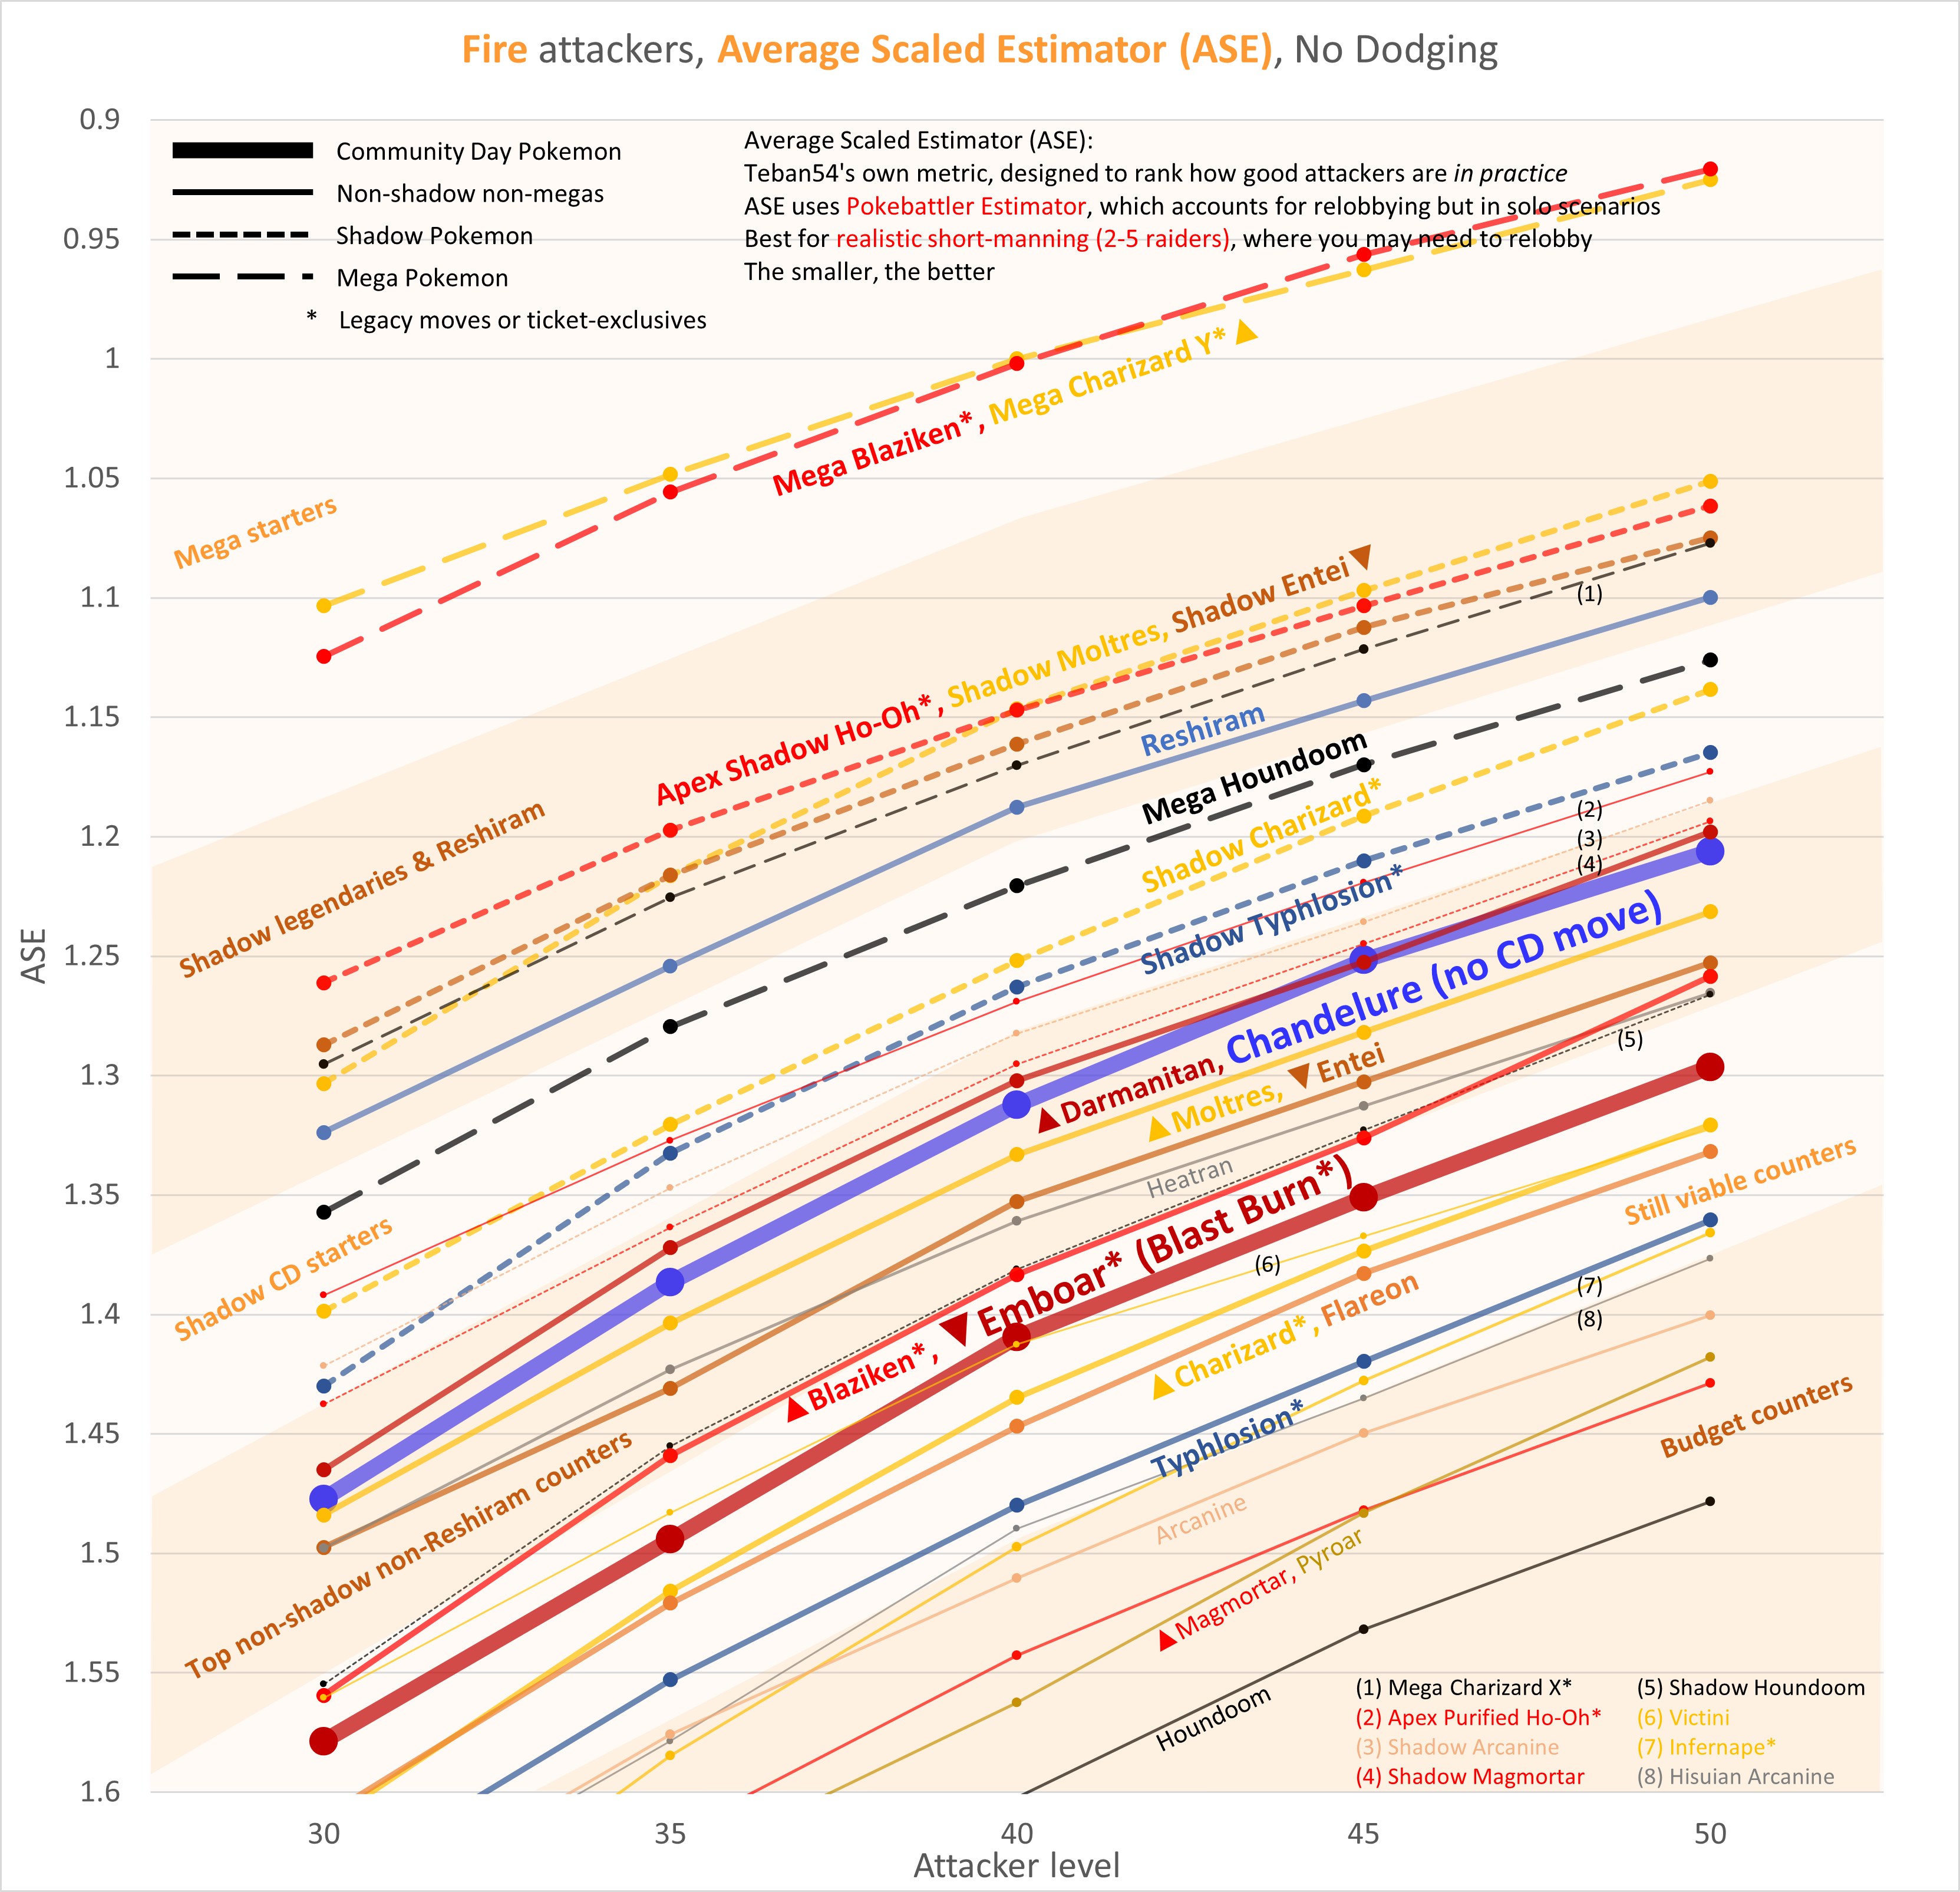 Fire attackers, Average Scaled Estimator (ASE), No Dodging
0.9
0.95
1
1.05
1.1
1.15
1.2
1.25
1.3
1.35
1.4
1.45
1.5
1.55
1.6
ASE
Community Day Pokemon
Non-shadow non-megas
Shadow Pokemon
Mega Pokemon
* Legacy moves or ticket-exclusives
Average Scaled Estimator (ASE):
Teban54's own metric, designed to rank how good attackers are in practice
ASE uses Pokebattler Estimator, which accounts for relobbying but in solo scenarios
Best for realistic short-manning (2-5 raiders), where you may need to relobby
The smaller, the better
Mega Blaziken*, Mega Charizard Y* ▲
Mega starters
Apex Shadow Ho-Oh*, Shadow Moltres, Shadow Entei▼
(1)
Reshiram
Mega Houndoom
Shadow Charizard*
Shadow legendaries & Reshiram
(2)
(3)
(4)
Shadow Typhlosion*
▲Darmanitan, Chandelure (no CD move)
▲Moltres, ▼Entei
(5)
Heatran
Shadow CD starters
▲Blaziken*, ▼Emboar* (Blast Burn*)
(6)
Still viable counters
(7)
(8)
▲Charizard*, Flareon
Typhlosion*
Top non-shadow non-Reshiram counters
Budget counters
Arcanine
▲Magmortar, Pyroar
Houndoom
(1) Mega Charizard X*
(2) Apex Purified Ho-Oh*
(3) Shadow Arcanine
(4) Shadow Magmortar
(5) Shadow Houndoom
(6) Victini
(7) Infernape*
(8) Hisuian Arcanine
30
35
40
45
50
Attacker level